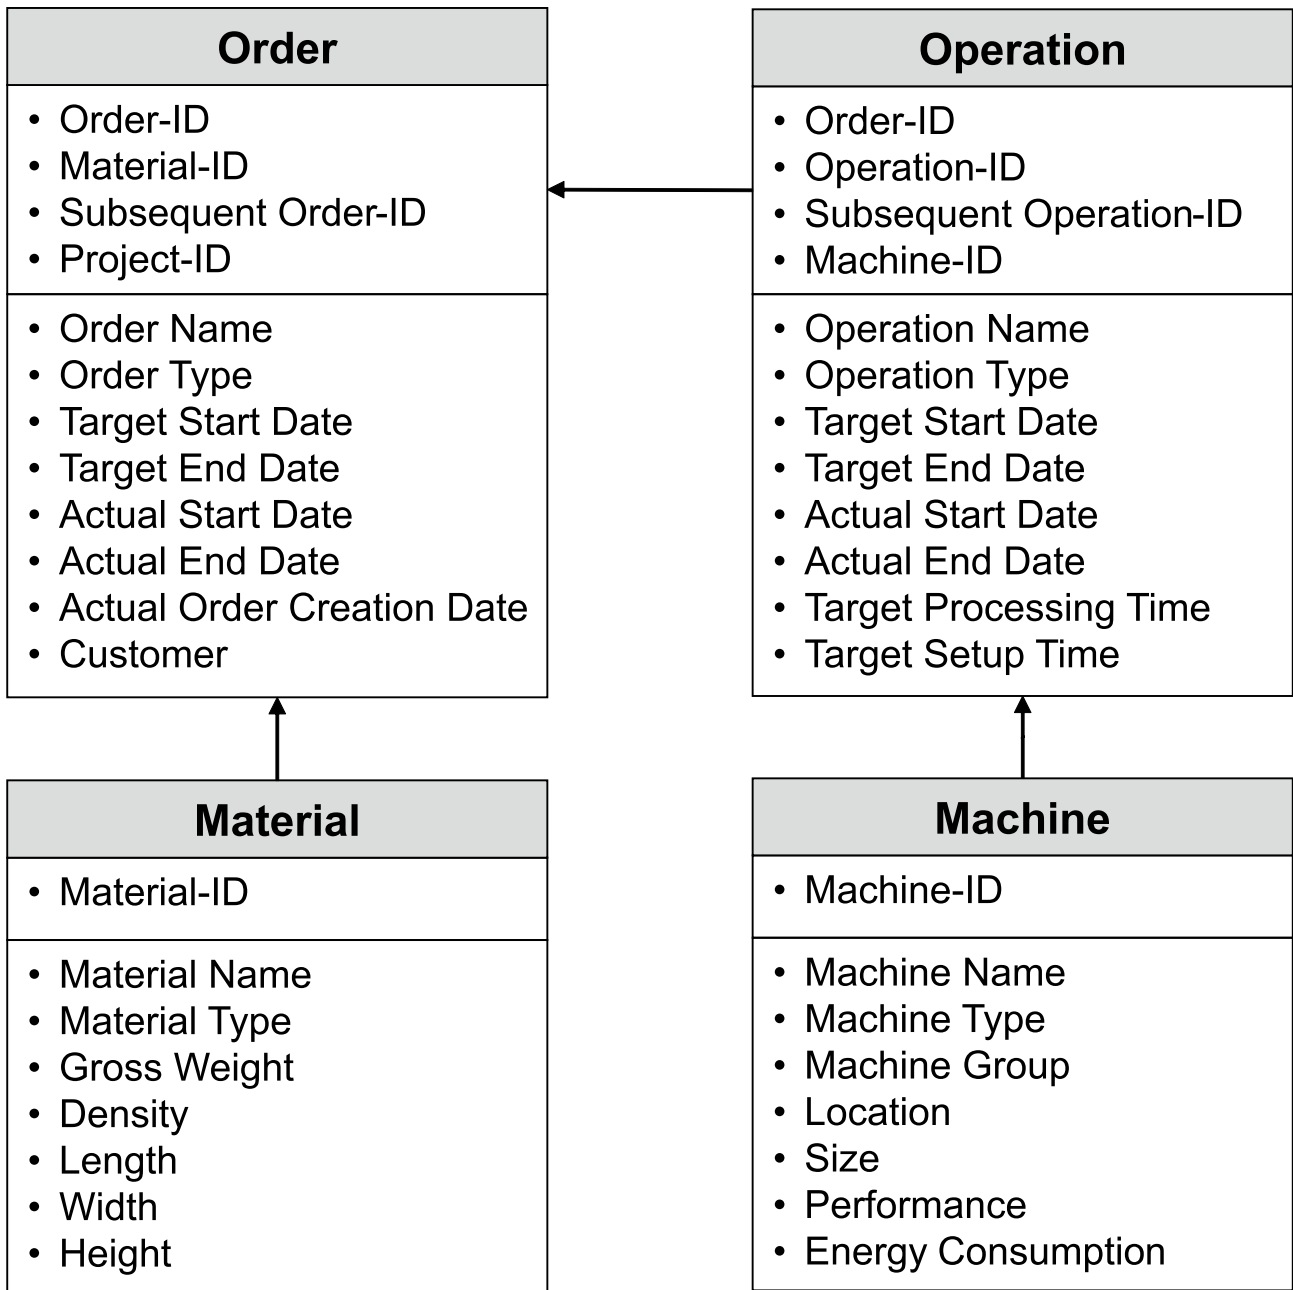 Order
• Order-ID
• Material-ID
• Subsequent Order-ID
• Project-ID
• Order Name
• Order Type
• Target Start Date
• Target End Date
• Actual Start Date
• Actual End Date
• Actual Order Creation Date
• Customer
Operation
• Order-ID
• Operation-ID
• Subsequent Operation-ID
• Machine-ID
• Operation Name
• Operation Type
• Target Start Date
• Target End Date
• Actual Start Date
• Actual End Date
• Target Processing Time
• Target Setup Time
Material
• Material-ID
• Material Name
• Material Type
• Gross Weight
• Density
• Length
• Width
• Height
Machine
• Machine-ID
• Machine Name
• Machine Type
• Machine Group
• Location
• Size
• Performance
• Energy Consumption